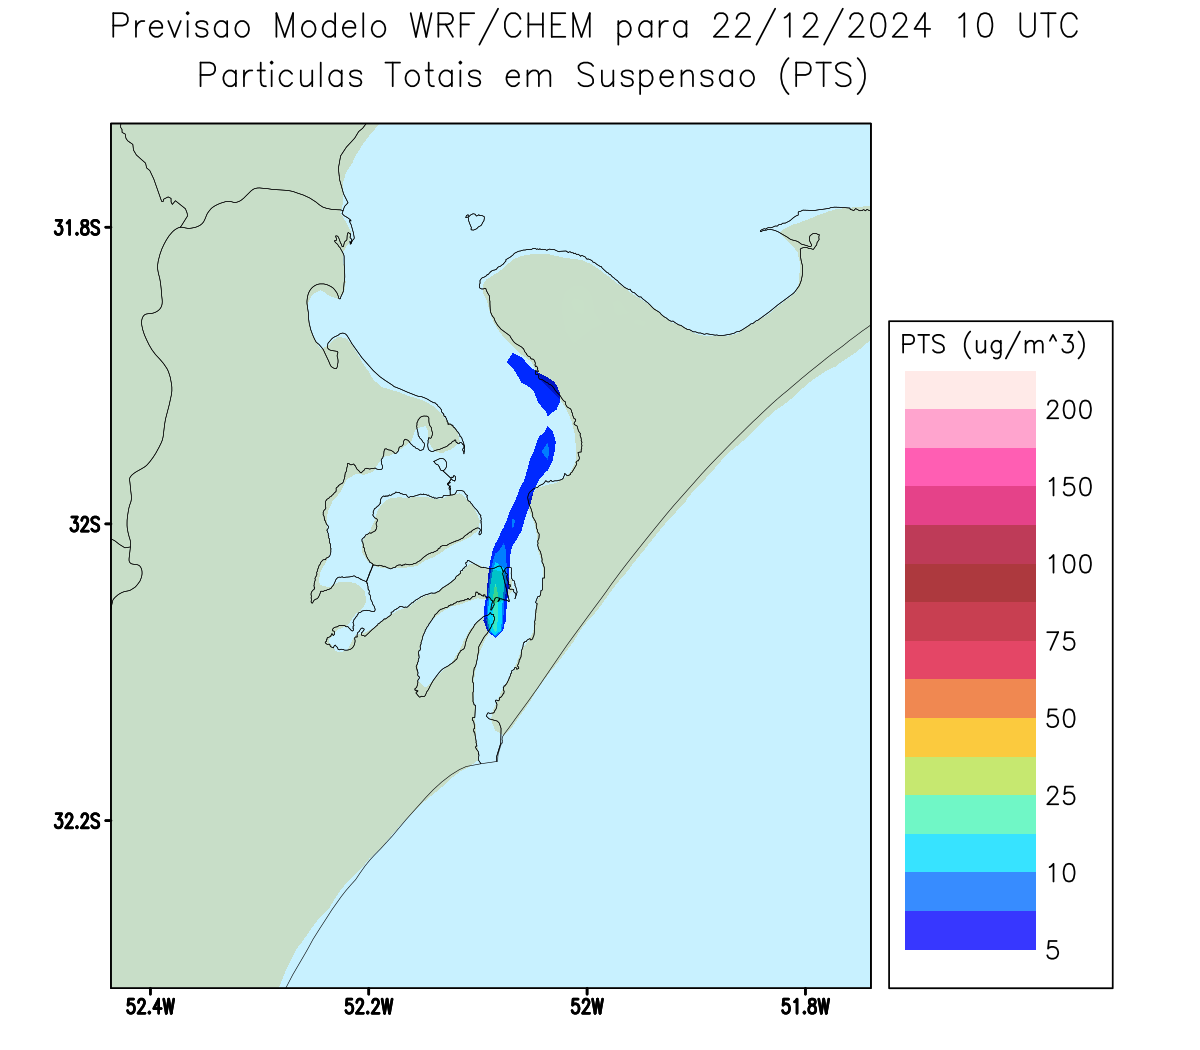 Previsao Modelo WRF/CHEM para 22/12/2024 10 UTC
Particulas Totais em Suspensao (PTS)
31.8S
32S
32.2S
52.4W
52.2W
52W
51.8W
PTS (ug/m^3)
200
150
100
75
50
25
10
5